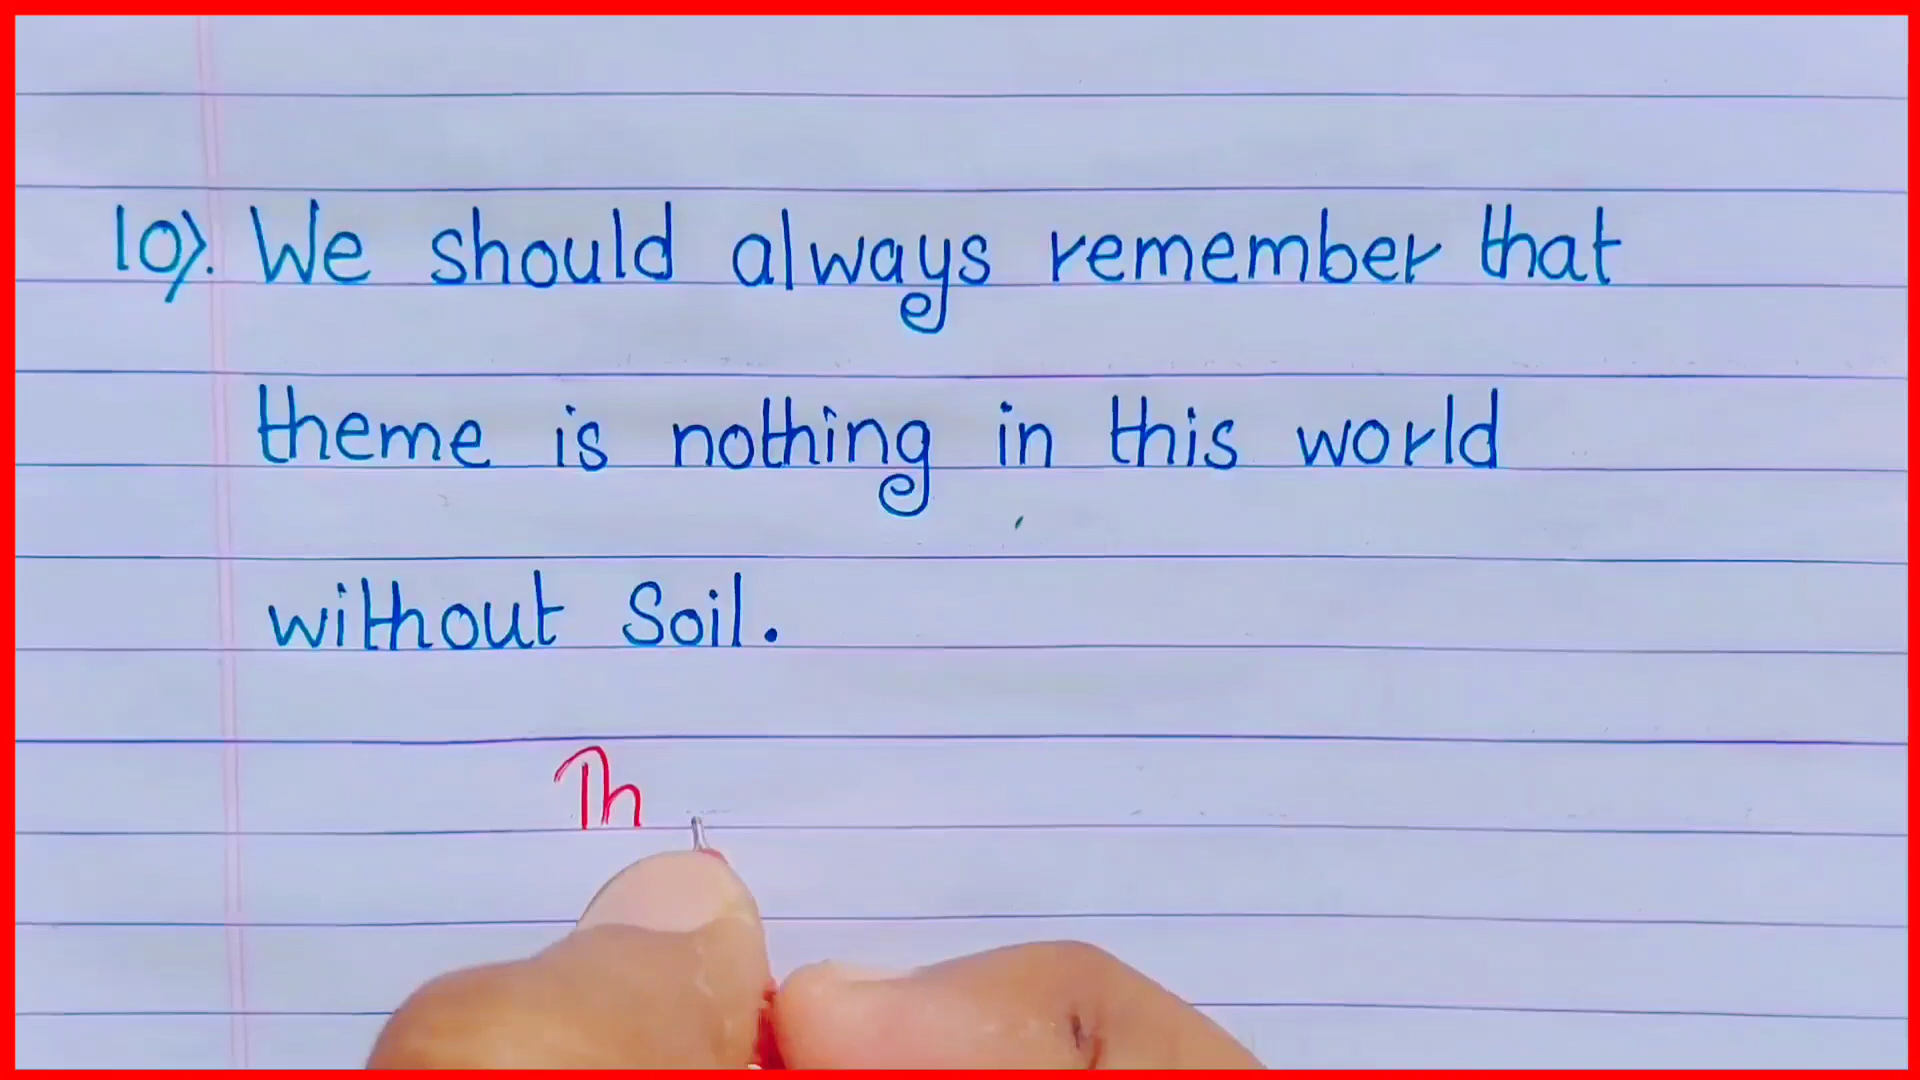 10). We should always remember that
theme is nothing in this world
without Soil.
Th